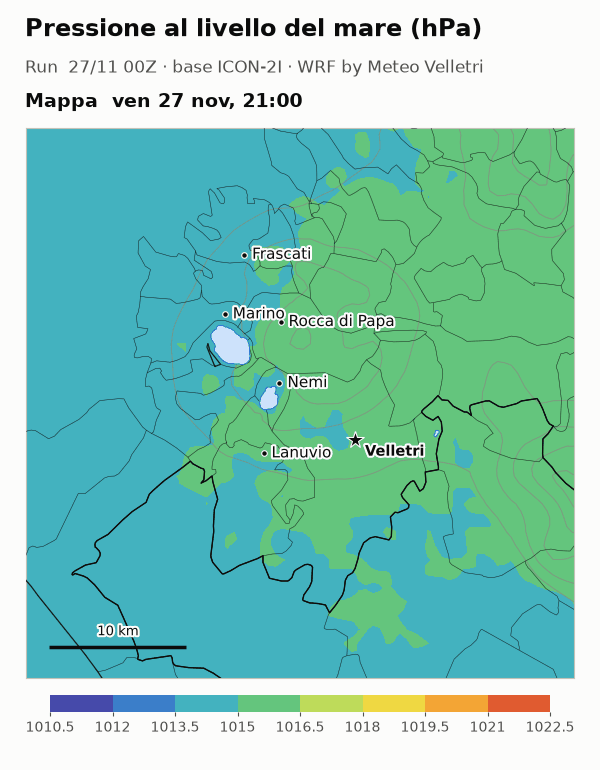 Pressione al livello del mare (hPa)
Run  27/11 00Z · base ICON-2I · WRF by Meteo Velletri
Mappa  ven 27 nov, 21:00
Frascati
Marino
Rocca di Papa
Nemi
Velletri
Lanuvio
10 km
1010.5 1012 1013.5 1015 1016.5 1018 1019.5 1021 1022.5